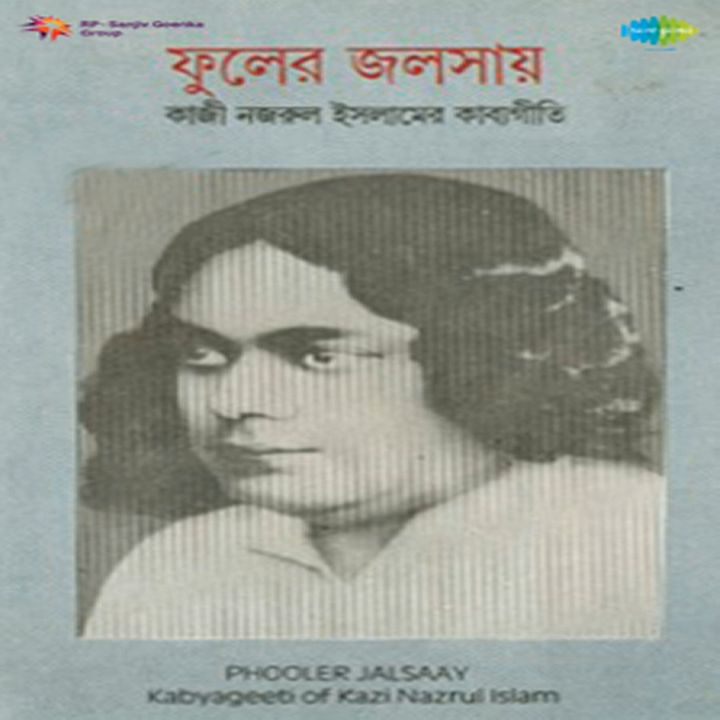 RP-Sanjiv Goenka
Group
ফুলের জলসায়
কাজী নজরুল ইসলামের কাব্যগীতি
PHOOLER JALSAAY
Kabyageeti of Kazi Nazrul Islam